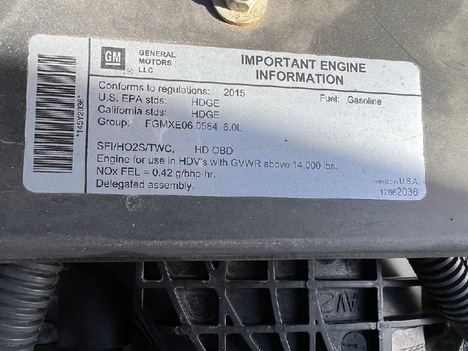 GM
GENERAL
MOTORS
LLC
IMPORTANT ENGINE
INFORMATION
Conforms to regulations: 2015
U.S. EPA stds: HDGE Fuel: Gasoline
California stds: HDGE
Group: FGMXE06.0584 6.0L
SFI/HO2S/TWC, HD OBD
Engine for use in HDV's with GVWR above 14,000 lbs.
NOx FEL = 0.42 g/bhp-hr.
Delegated assembly.
U.S.A.
12662036